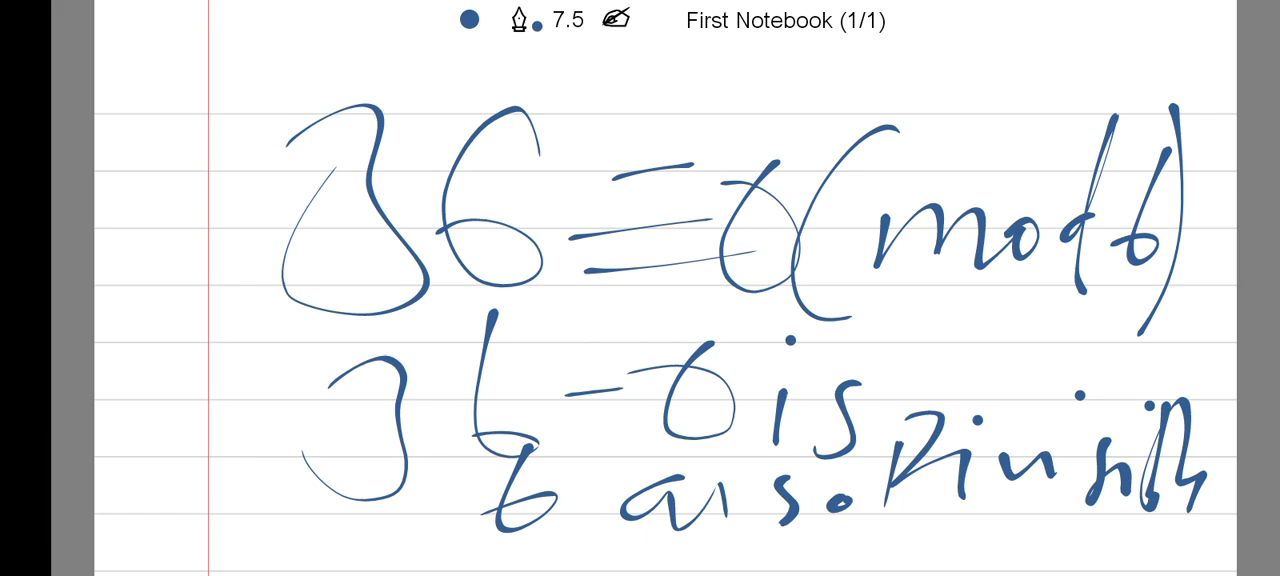 7.5 First Notebook (1/1)
36≡0(mod6)
36-0 is
6 also.